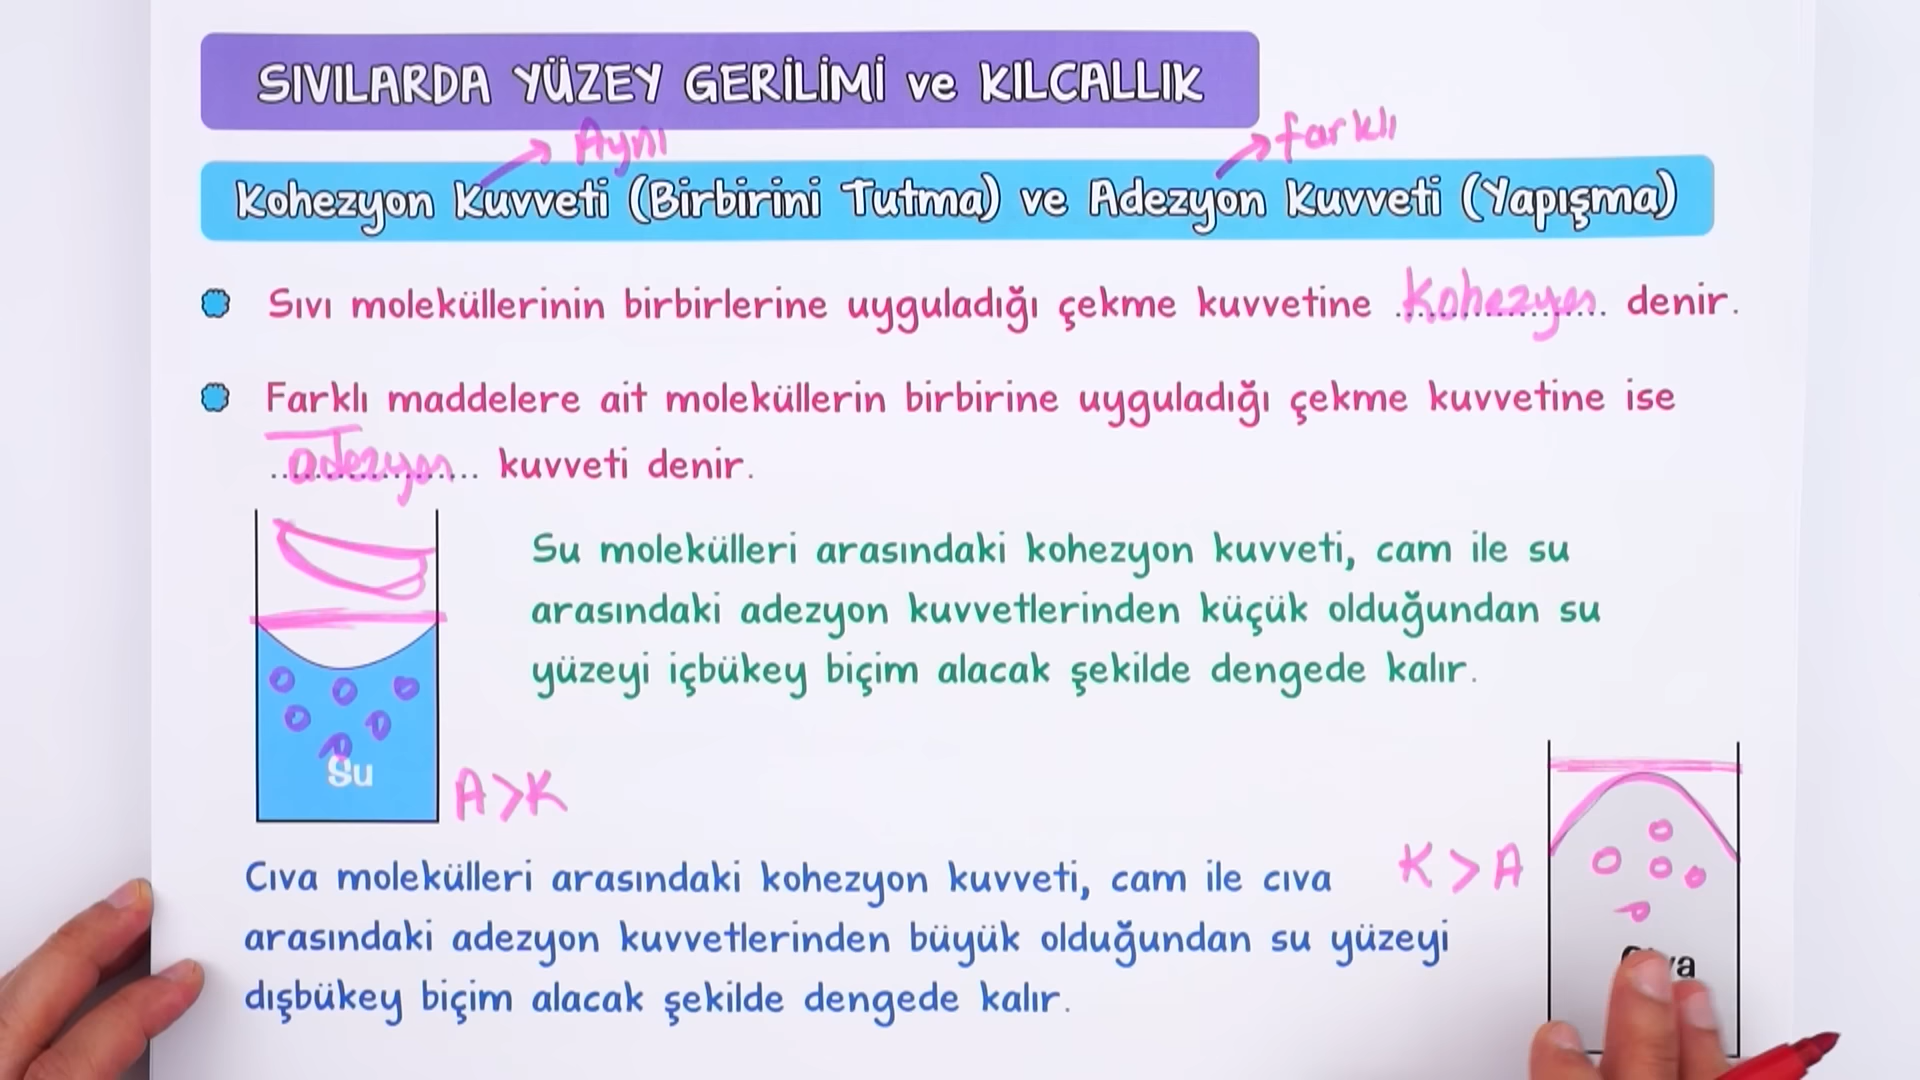 SIVILARDA YÜZEY GERİLİMİ ve KILCALLIK
Aynı
farklı
Kohezyon Kuvveti (Birbirini Tutma) ve Adezyon Kuvveti (Yapışma)
Sıvı moleküllerinin birbirlerine uyguladığı çekme kuvvetine Kohezyon denir.
Farklı maddelere ait moleküllerin birbirine uyguladığı çekme kuvvetine ise
adezyon kuvveti denir.
Su molekülleri arasındaki kohezyon kuvveti, cam ile su
arasındaki adezyon kuvvetlerinden küçük olduğundan su
yüzeyi içbükey biçim alacak şekilde dengede kalır.
Su
A>K
Cıva molekülleri arasındaki kohezyon kuvveti, cam ile cıva
arasındaki adezyon kuvvetlerinden büyük olduğundan su yüzeyi
dışbükey biçim alacak şekilde dengede kalır.
K>A